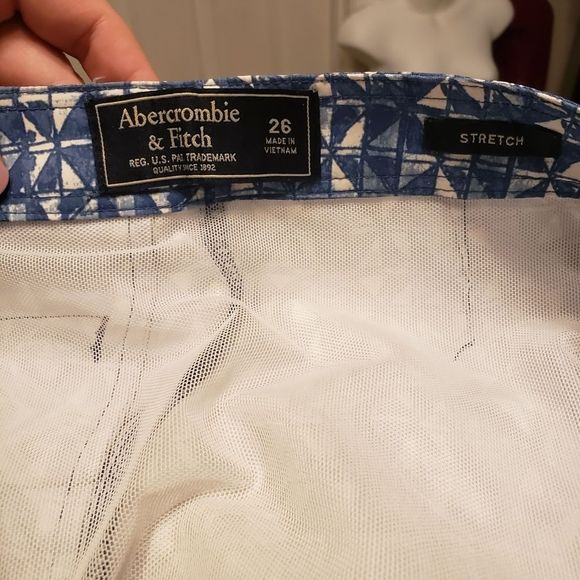 Abercrombie
& Fitch
REG. U.S. PAT TRADEMARK
QUALITY SINCE 1892
26
MADE IN
VIETNAM
STRETCH